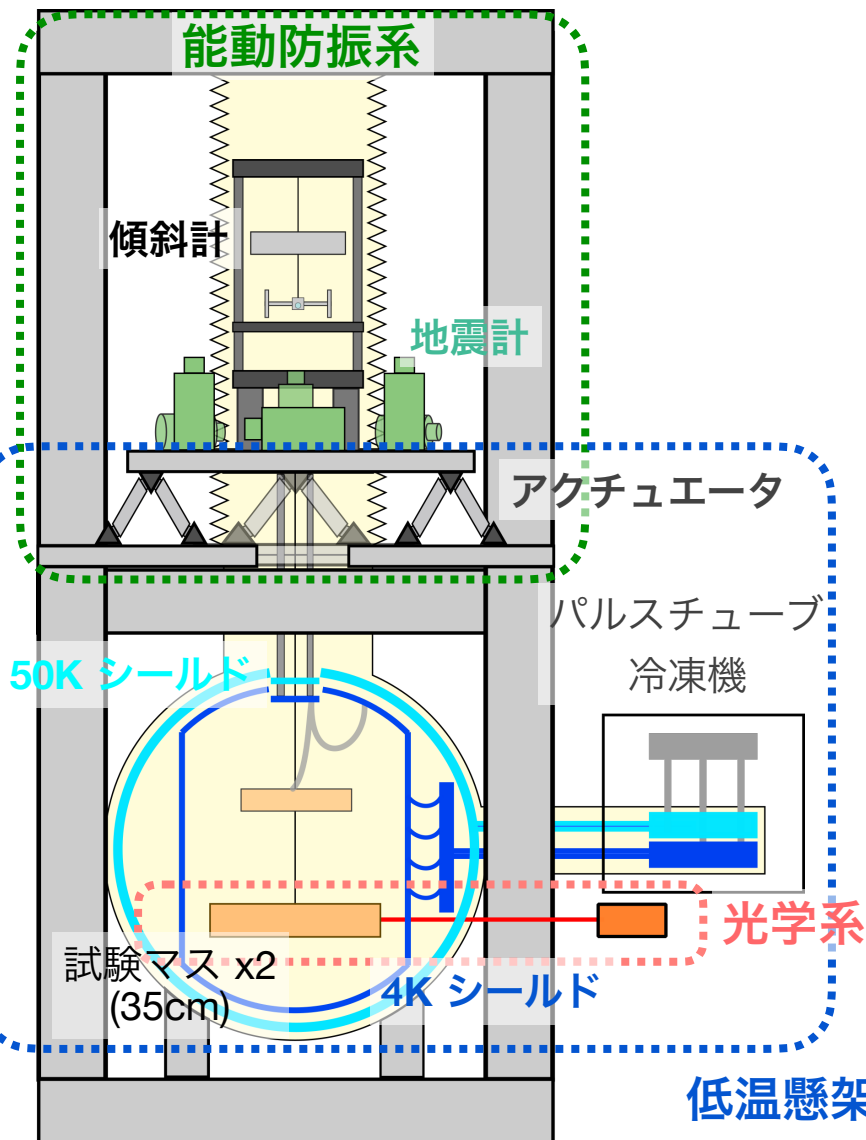 能動防振系
傾斜計
地震計
アクチュエータ
パルスチューブ
冷凍機
50K シールド
光学系
試験マス x2
(35cm)
4K シールド
低温懸架